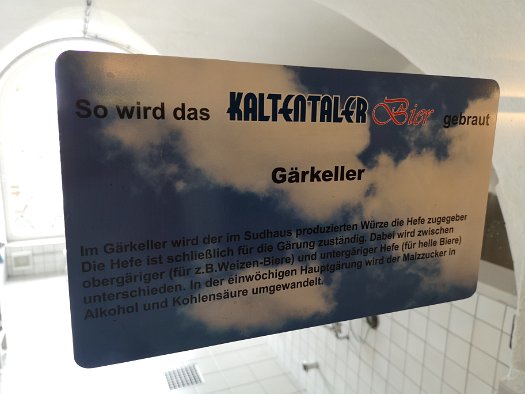 So wird das KALTENTALER Bier gebraut
Gärkeller
Im Gärkeller wird der im Sudhaus produzierten Würze die Hefe zugegeber
Die Hefe ist schließlich für die Gärung zuständig. Dabei wird zwischen
obergäriger (für z.B.Weizen-Biere) und untergäriger Hefe (für helle Biere)
unterschieden. In der einwöchigen Hauptgärung wird der Malzzucker in
Alkohol und Kohlensäure umgewandelt.